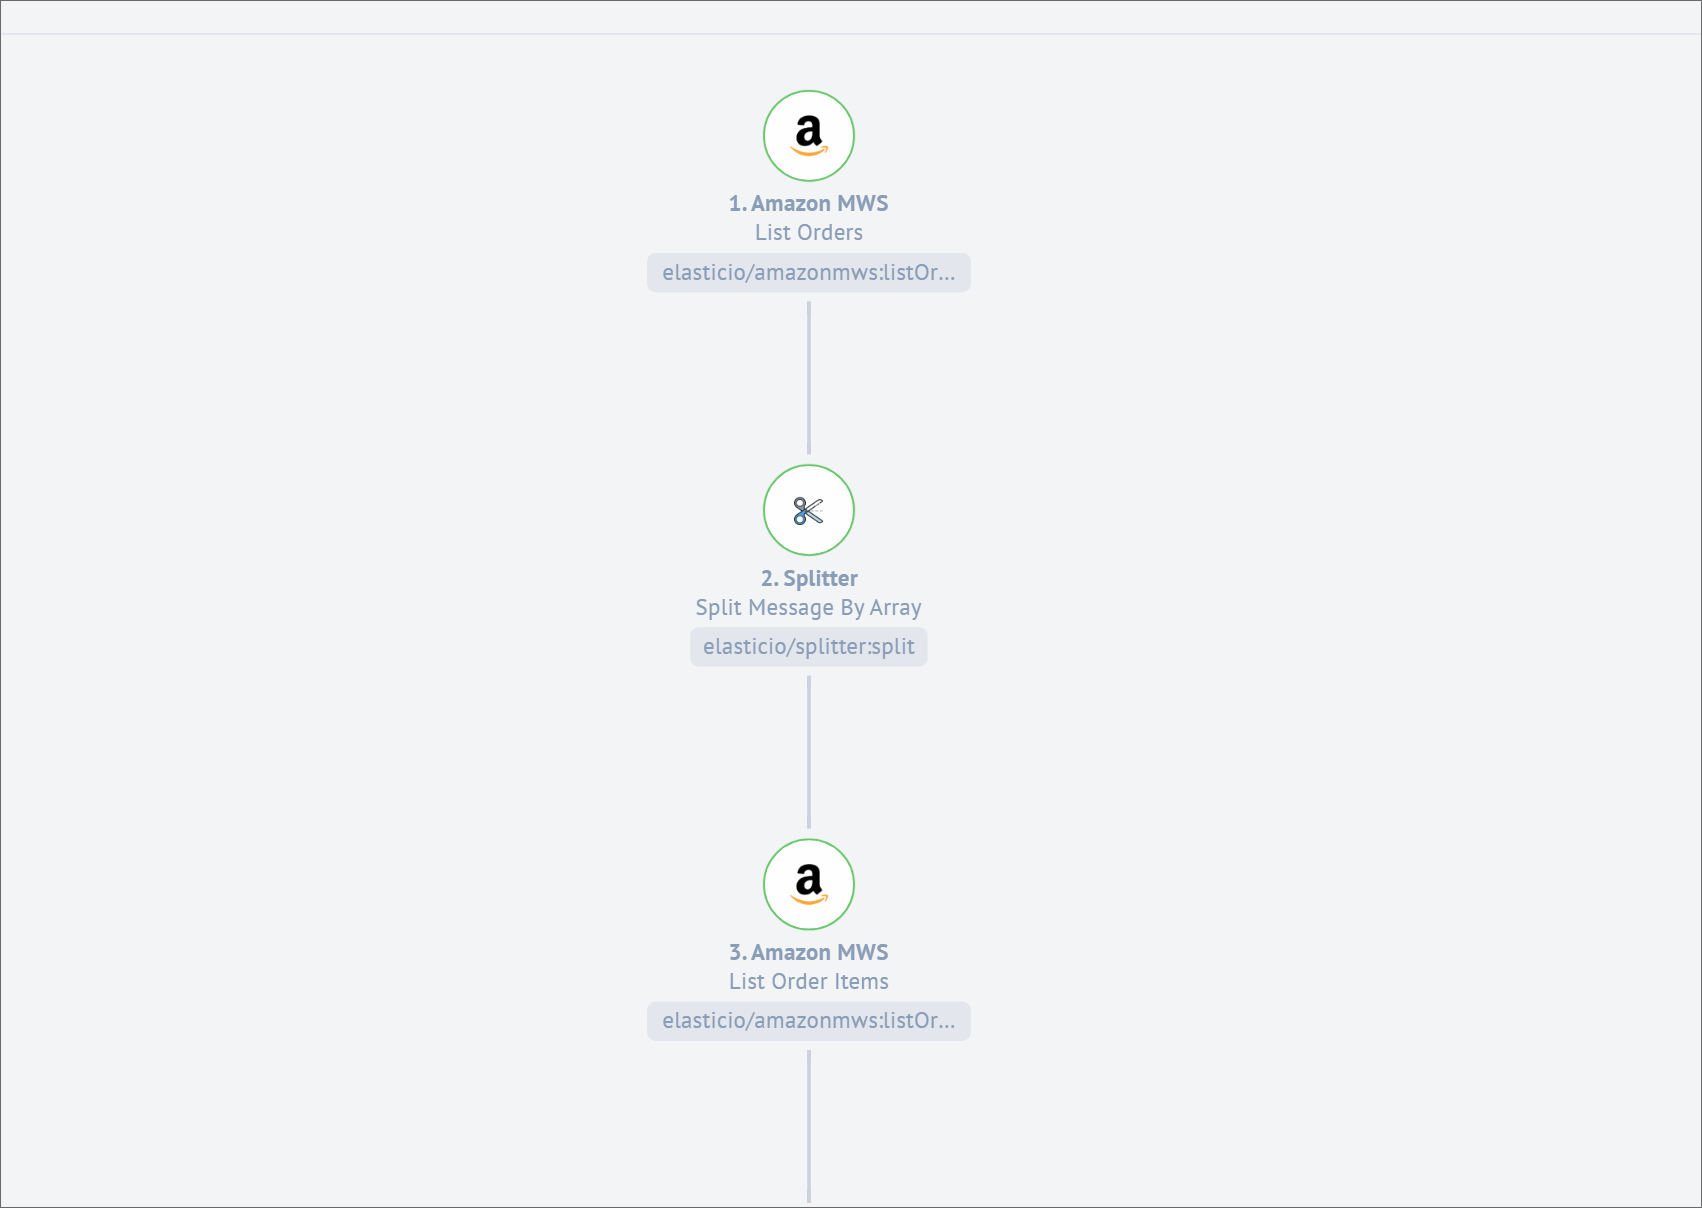 a
1. Amazon MWS
List Orders
elasticio/amazonmws:listOr...
2. Splitter
Split Message By Array
elasticio/splitter:split
a
3. Amazon MWS
List Order Items
elasticio/amazonmws:listOr...